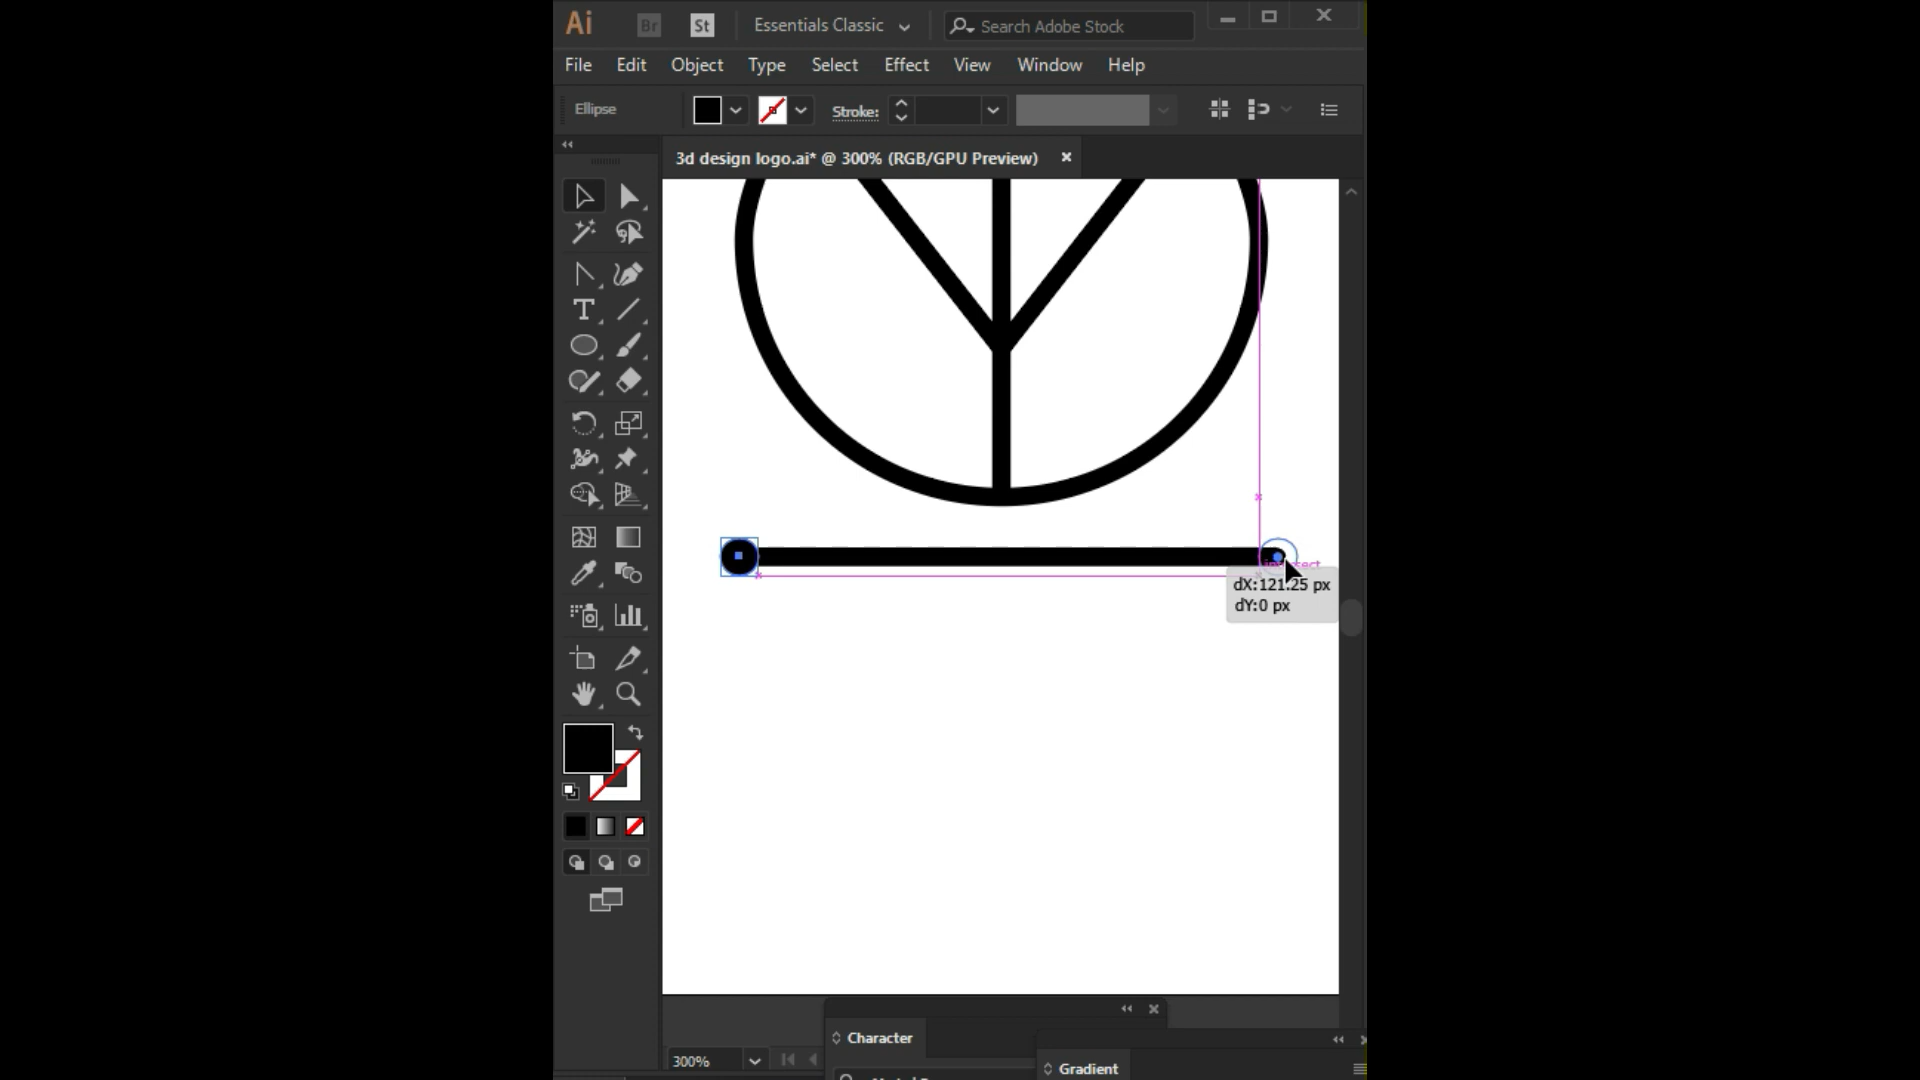 Ai Br St Essentials Classic Search Adobe Stock
File Edit Object Type Select Effect View Window Help
Ellipse Stroke:
3d design logo.ai* @ 300% (RGB/GPU Preview)
dX:121.25 px
dY:0 px
Character
300%
Gradient